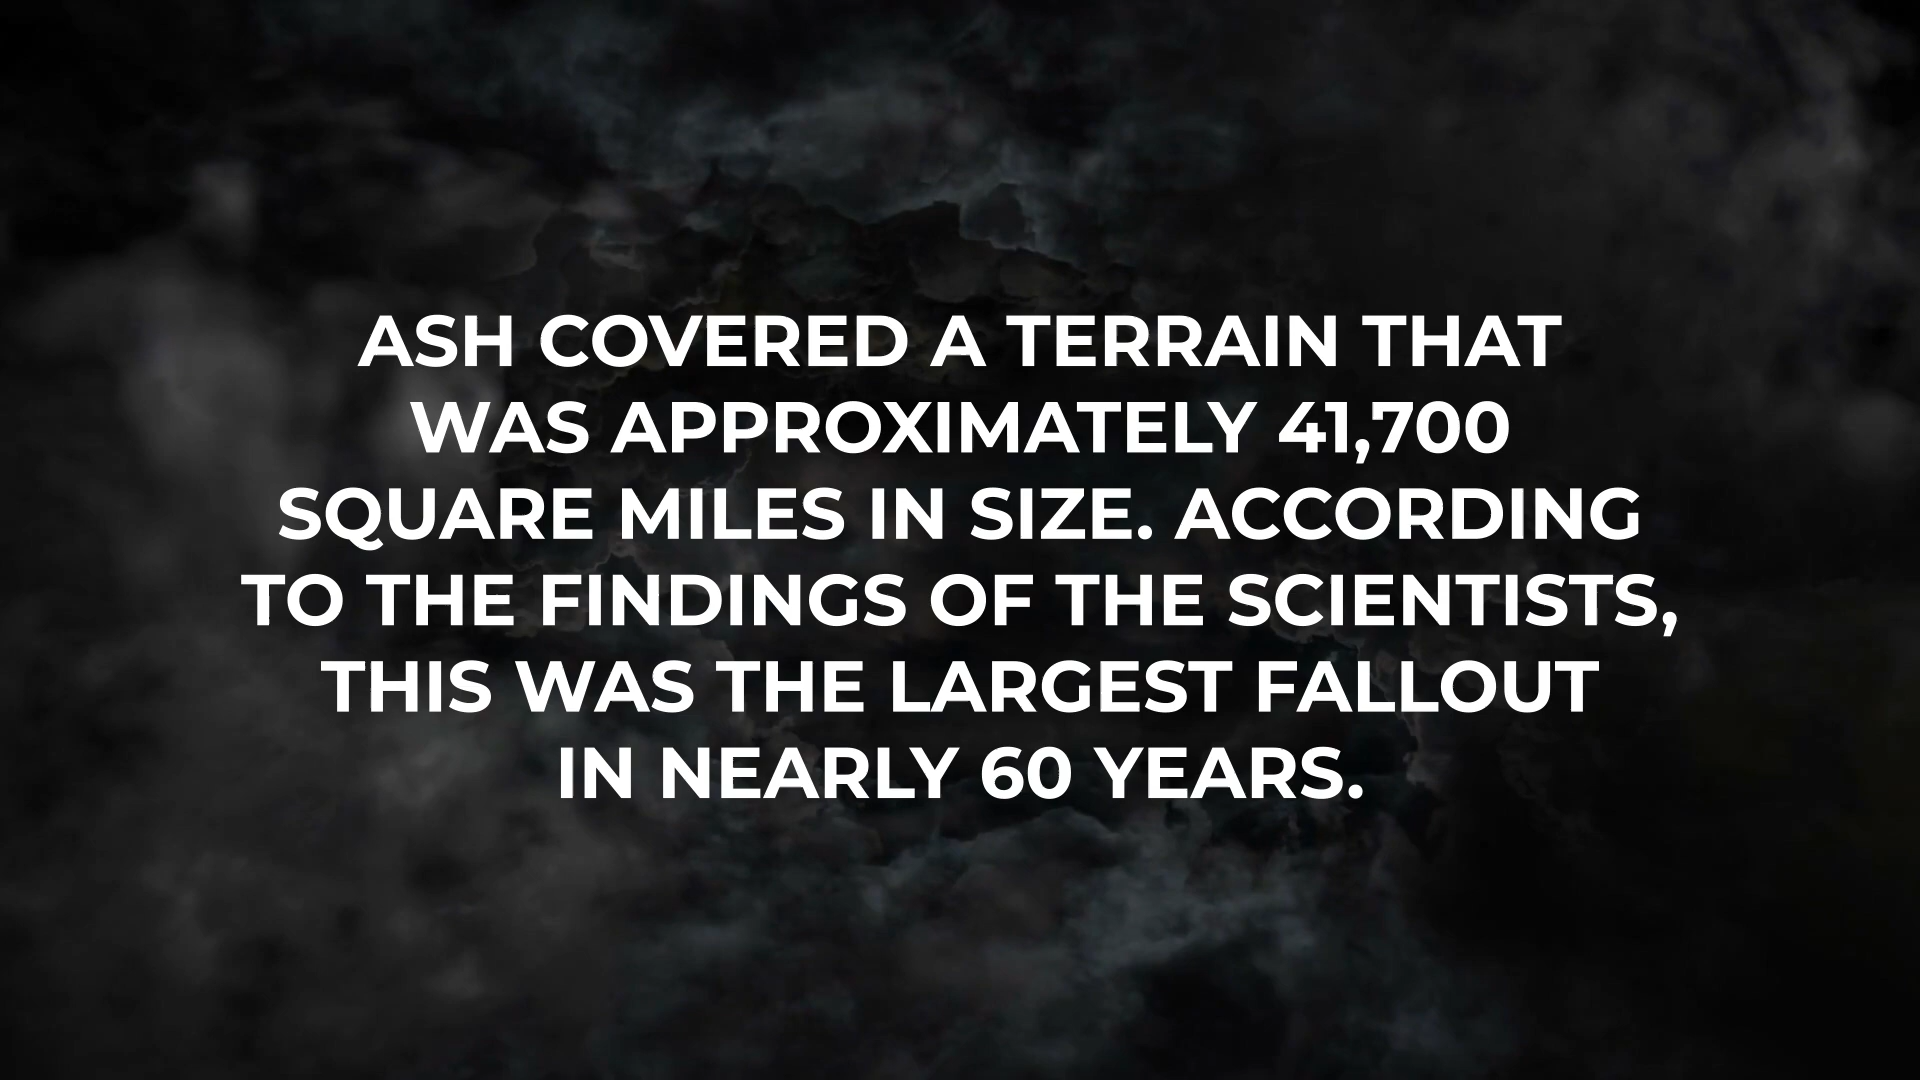 ASH COVERED A TERRAIN THAT
WAS APPROXIMATELY 41,700
SQUARE MILES IN SIZE. ACCORDING
TO THE FINDINGS OF THE SCIENTISTS,
THIS WAS THE LARGEST FALLOUT
IN NEARLY 60 YEARS.